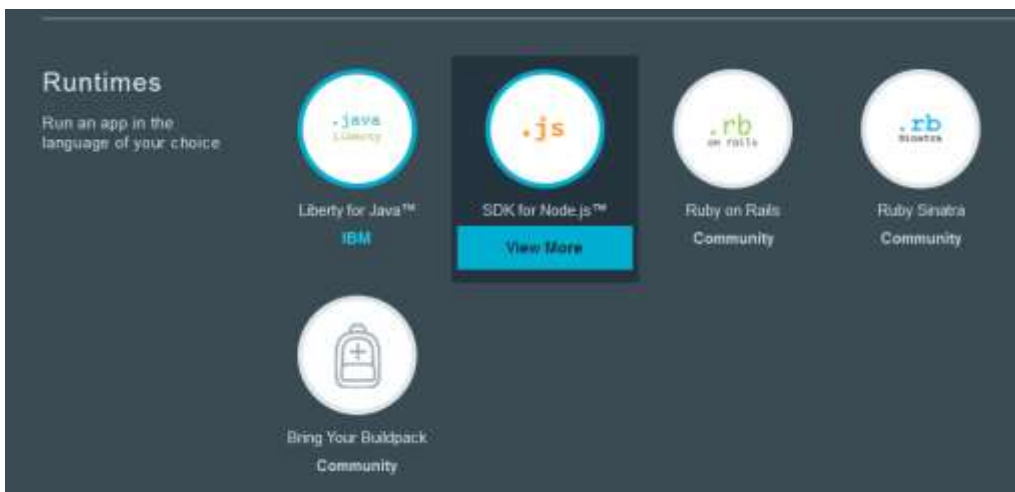 Runtimes
Run an app in the
language of your choice
.java
Liberty
.js
.rb
on rails
.rb
sinatra
Liberty for Java™
SDK for Node.js™
Ruby on Rails
Ruby Sinatra
IBM
View More
Community
Community
Bring Your Buildpack
Community